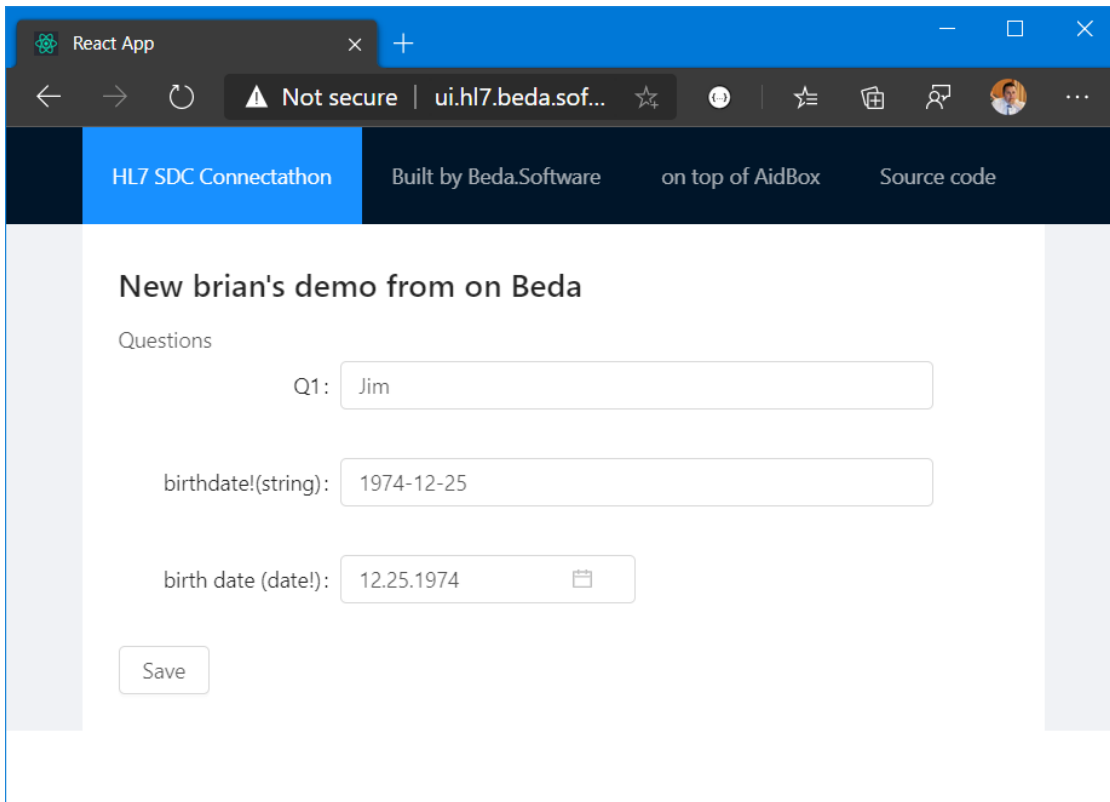 React App
Not secure | ui.hl7.beda.sof...
HL7 SDC Connectathon Built by Beda.Software on top of AidBox Source code
New brian's demo from on Beda
Questions
Q1: Jim
birthdate!(string): 1974-12-25
birth date (date!): 12.25.1974
Save